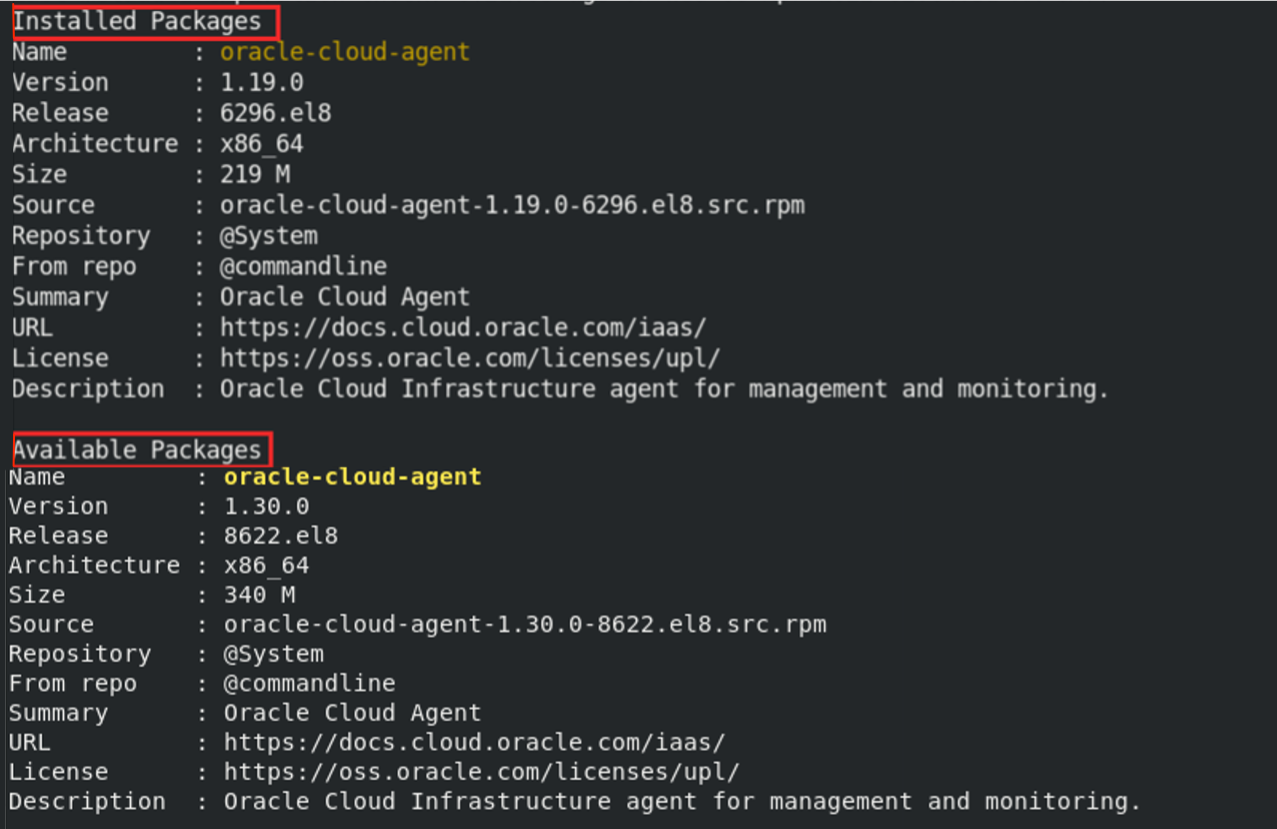 Installed Packages
Name : oracle-cloud-agent
Version : 1.19.0
Release : 6296.el8
Architecture : x86_64
Size : 219 M
Source : oracle-cloud-agent-1.19.0-6296.el8.src.rpm
Repository : @System
From repo : @commandline
Summary : Oracle Cloud Agent
URL : https://docs.cloud.oracle.com/iaas/
License : https://oss.oracle.com/licenses/upl/
Description : Oracle Cloud Infrastructure agent for management and monitoring.
Available Packages
Name : oracle-cloud-agent
Version : 1.30.0
Release : 8622.el8
Architecture : x86_64
Size : 340 M
Source : oracle-cloud-agent-1.30.0-8622.el8.src.rpm
Repository : @System
From repo : @commandline
Summary : Oracle Cloud Agent
URL : https://docs.cloud.oracle.com/iaas/
License : https://oss.oracle.com/licenses/upl/
Description : Oracle Cloud Infrastructure agent for management and monitoring.